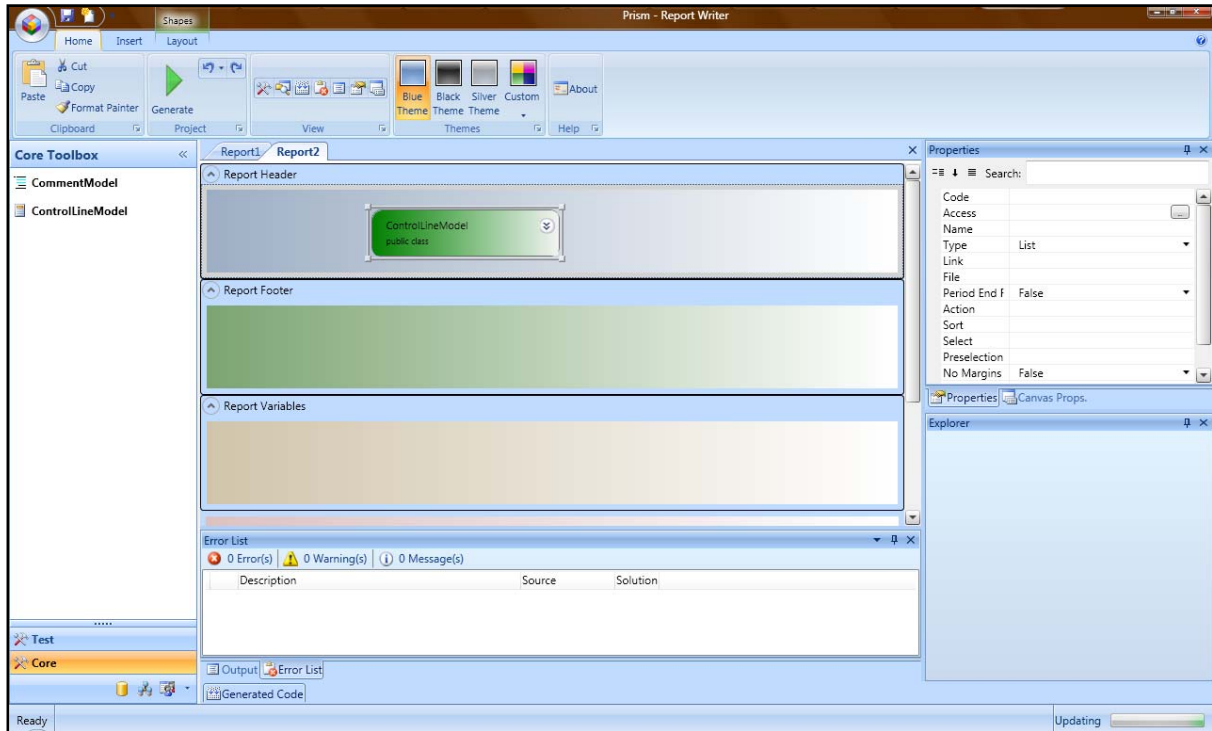 Shapes
Prism - Report Writer
Home Insert Layout
Paste
Cut
Copy
Format Painter
Clipboard
Generate
Project
View
Blue Theme
Black Theme
Silver Theme
Custom
Themes
About
Help
Core Toolbox
CommentModel
ControlLineModel
Test
Core
Report1 Report2
Report Header
ControlLineModel
public class
Report Footer
Report Variables
Error List
0 Error(s) 0 Warning(s) 0 Message(s)
Description Source Solution
Output Error List
Generated Code
Properties
Search:
Code
Access
Name
Type List
Link
File
Period End F False
Action
Sort
Select
Preselection
No Margins False
Properties Canvas Props.
Explorer
Ready
Updating